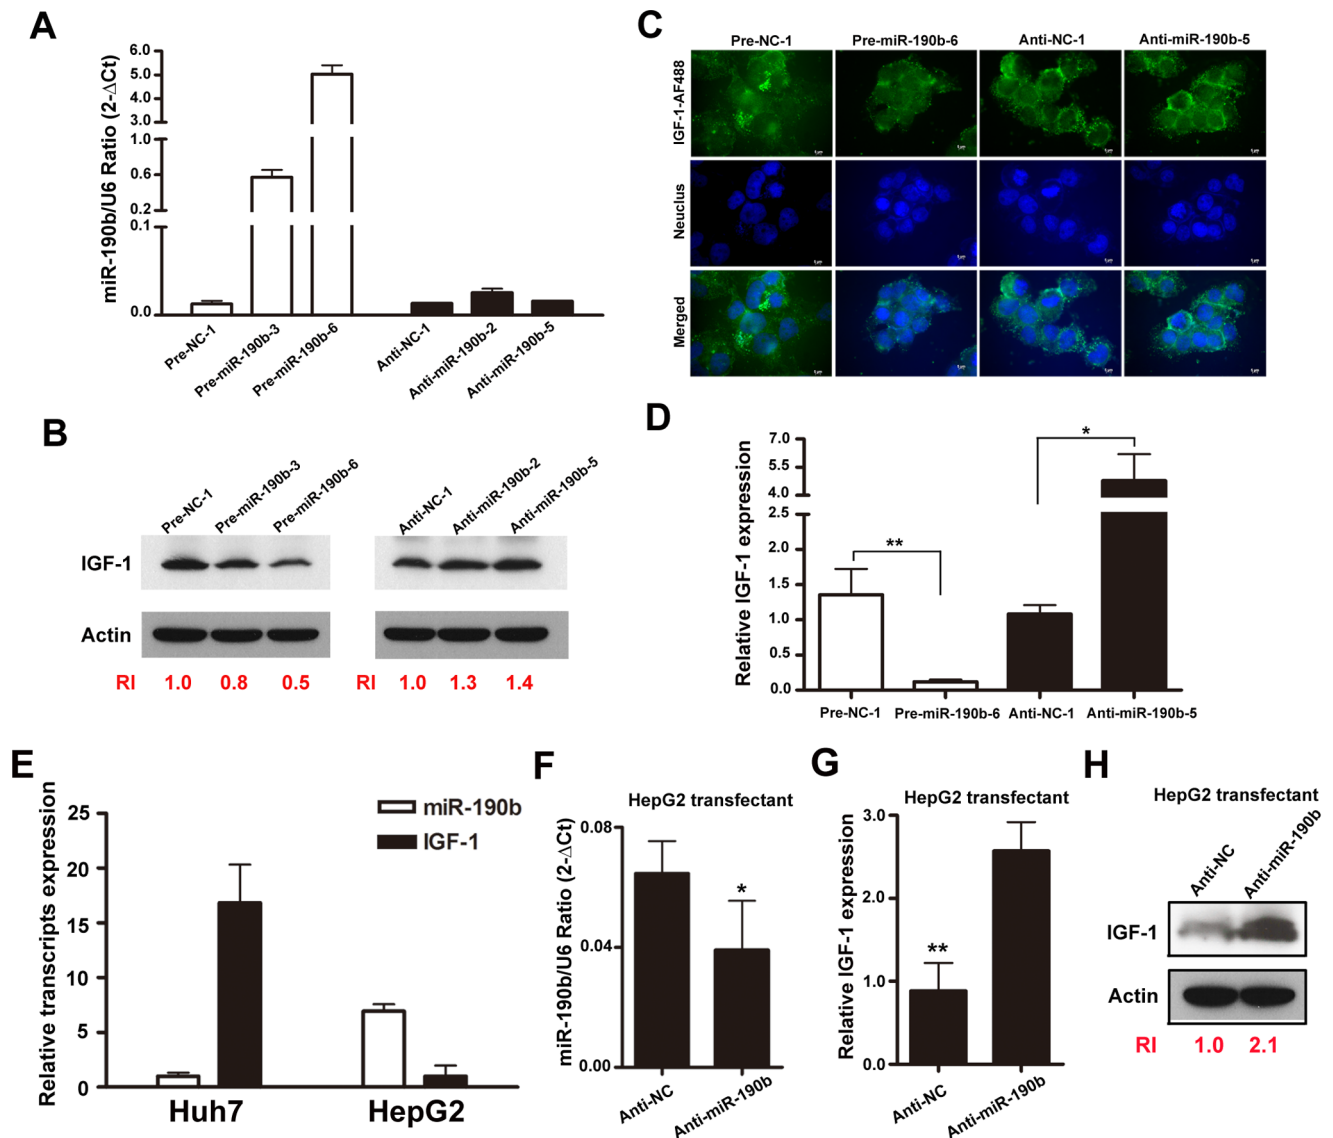 A
miR-190b/U6 Ratio (2-ΔCt)
6.0
5.0
4.0
3.0
1.0
0.6
0.2
0.1
0.0
Pre-NC-1
Pre-miR-190b-3
Pre-miR-190b-6
Anti-NC-1
Anti-miR-190b-2
Anti-miR-190b-5
B
Pre-NC-1
Pre-miR-190b-3
Pre-miR-190b-6
Anti-NC-1
Anti-miR-190b-2
Anti-miR-190b-5
IGF-1
Actin
RI 1.0 0.8 0.5
RI 1.0 1.3 1.4
C
Pre-NC-1 Pre-miR-190b-6 Anti-NC-1 Anti-miR-190b-5
IGF-1-AF488
Neuclus
Merged
D
Relative IGF-1 expression
7.0
5.5
4.0
2.5
2.0
1.5
1.0
0.5
0.0
**
*
Pre-NC-1 Pre-miR-190b-6 Anti-NC-1 Anti-miR-190b-5
E
Relative transcripts expression
25
20
15
10
5
0
miR-190b
IGF-1
Huh7 HepG2
F
HepG2 transfectant
miR-190b/U6 Ratio (2-ΔCt)
0.08
0.04
0.00
*
Anti-NC
Anti-miR-190b
G
HepG2 transfectant
Relative IGF-1 expression
3.0
2.0
1.0
0.0
**
Anti-NC
Anti-miR-190b
H
HepG2 transfectant
Anti-NC
Anti-miR-190b
IGF-1
Actin
RI 1.0 2.1